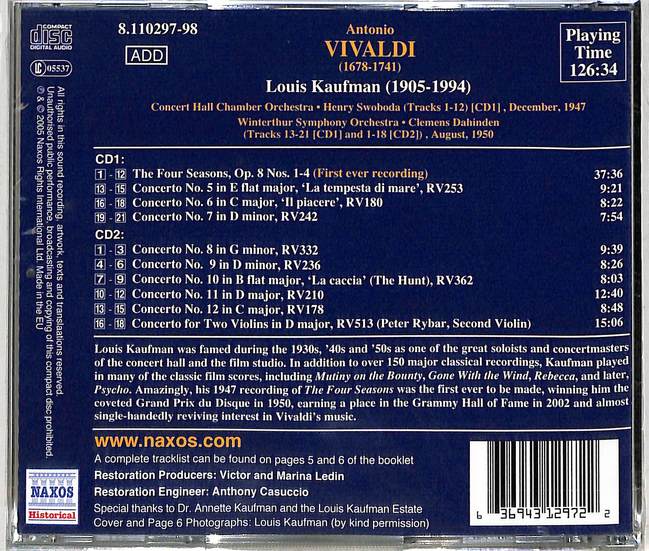 COMPACT
disc
DIGITAL AUDIO
LC 05537
8.110297-98
ADD
Antonio
VIVALDI
(1678-1741)
Louis Kaufman (1905-1994)
Playing
Time
126:34
Concert Hall Chamber Orchestra • Henry Swoboda (Tracks 1-12) [CD1] , December, 1947
Winterthur Symphony Orchestra • Clemens Dahinden
(Tracks 13-21 [CD1] and 1-18 [CD2]) , August, 1950
CD1:
1 - 12 The Four Seasons, Op. 8 Nos. 1-4 (First ever recording) 37:36
13 - 15 Concerto No. 5 in E flat major, 'La tempesta di mare', RV253 9:21
16 - 18 Concerto No. 6 in C major, 'Il piacere', RV180 8:22
19 - 21 Concerto No. 7 in D minor, RV242 7:54
CD2:
1 - 3 Concerto No. 8 in G minor, RV332 9:39
4 - 6 Concerto No. 9 in D minor, RV236 8:26
7 - 9 Concerto No. 10 in B flat major, 'La caccia' (The Hunt), RV362 8:03
10 - 12 Concerto No. 11 in D major, RV210 12:40
13 - 15 Concerto No. 12 in C major, RV178 8:48
16 - 18 Concerto for Two Violins in D major, RV513 (Peter Rybar, Second Violin) 15:06
Louis Kaufman was famed during the 1930s, '40s and '50s as one of the great soloists and concertmasters
of the concert hall and the film studio. In addition to over 150 major classical recordings, Kaufman played
in many of the classic film scores, including Mutiny on the Bounty, Gone With the Wind, Rebecca, and later,
Psycho. Amazingly, his 1947 recording of The Four Seasons was the first ever to be made, winning him the
coveted Grand Prix du Disque in 1950, earning a place in the Grammy Hall of Fame in 2002 and almost
single-handedly reviving interest in Vivaldi's music.
www.naxos.com
A complete tracklist can be found on pages 5 and 6 of the booklet
Restoration Producers: Victor and Marina Ledin
Restoration Engineer: Anthony Casuccio
Special thanks to Dr. Annette Kaufman and the Louis Kaufman Estate
Cover and Page 6 Photographs: Louis Kaufman (by kind permission)
6 36943 12972 2
All rights in this sound recording, artwork, texts and translations reserved.
Unauthorised public performance, broadcasting and copying of this compact disc prohibited.
℗ & © 2005 Naxos Rights International Ltd. Made in the EU
NAXOS
Historical